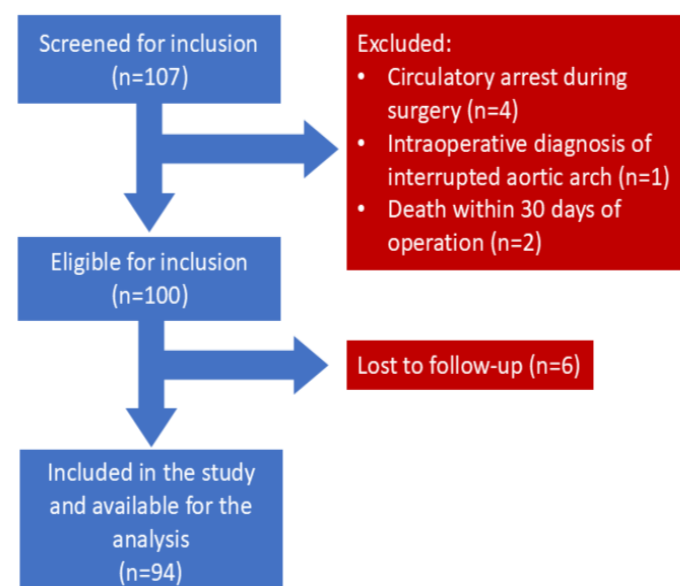 Screened for inclusion
(n=107)
Excluded:
• Circulatory arrest during
surgery (n=4)
• Intraoperative diagnosis of
interrupted aortic arch (n=1)
• Death within 30 days of
operation (n=2)
Eligible for inclusion
(n=100)
Lost to follow-up (n=6)
Included in the study
and available for the
analysis
(n=94)